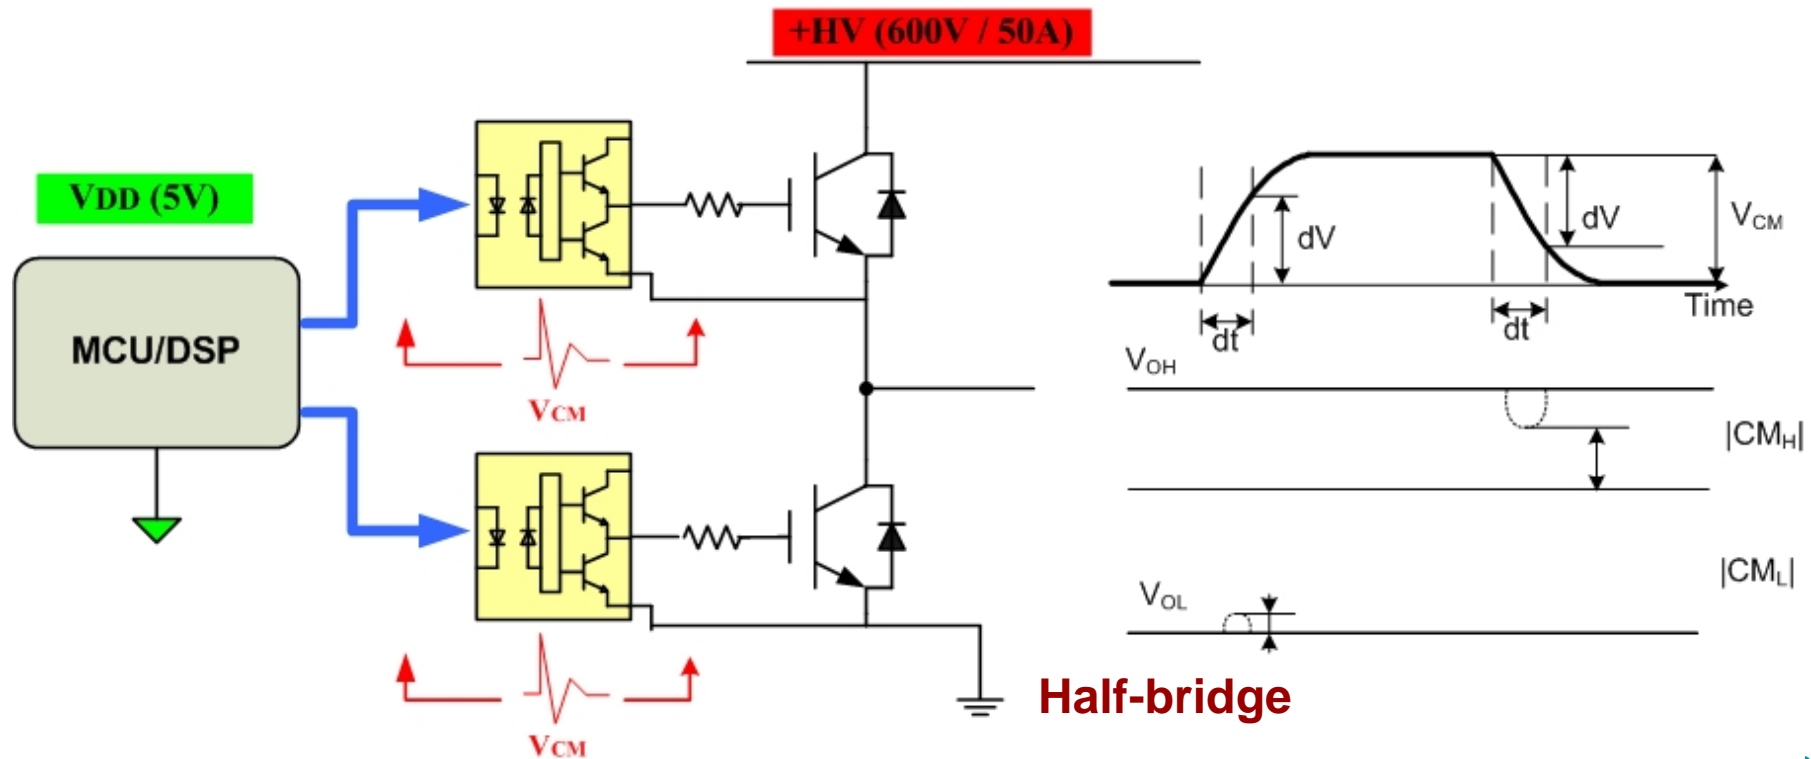 +HV (600V / 50A)
VDD (5V)
MCU/DSP
VCM
VCM
Half-bridge
dV
dV
VCM
Time
dt
dt
VOH
|CMH|
|CML|
VOL